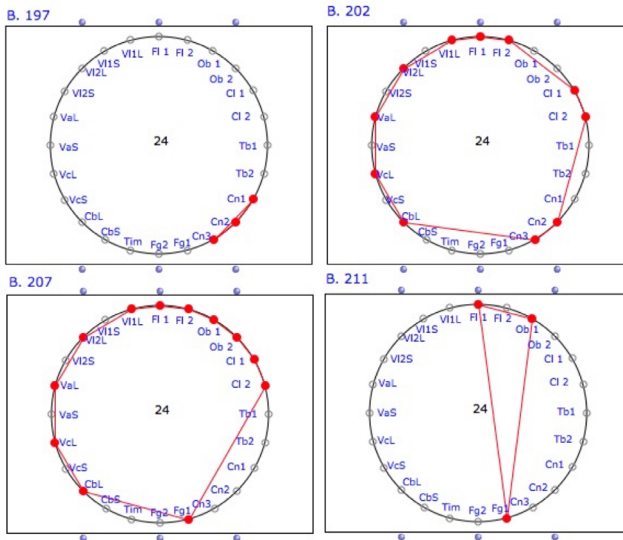 B. 197
Fl 1
Fl 2
Ob 1
Ob 2
Cl 1
Cl 2
Tb1
Tb2
Cn1
Cn2
Cn3
Fg1
Fg2
Tim
CbS
CbL
VcS
VcL
VaS
VaL
Vl2S
Vl2L
Vl1S
Vl1L
24
B. 202
Fl 1
Fl 2
Ob 1
Ob 2
Cl 1
Cl 2
Tb1
Tb2
Cn1
Cn2
Cn3
Fg1
Fg2
Tim
CbS
CbL
VcS
VcL
VaS
VaL
Vl2S
Vl2L
Vl1S
Vl1L
24
B. 207
Fl 1
Fl 2
Ob 1
Ob 2
Cl 1
Cl 2
Tb1
Tb2
Cn1
Cn2
Cn3
Fg1
Fg2
Tim
CbS
CbL
VcS
VcL
VaS
VaL
Vl2S
Vl2L
Vl1S
Vl1L
24
B. 211
Fl 1
Fl 2
Ob 1
Ob 2
Cl 1
Cl 2
Tb1
Tb2
Cn1
Cn2
Cn3
Fg1
Fg2
Tim
CbS
CbL
VcS
VcL
VaS
VaL
Vl2S
Vl2L
Vl1S
Vl1L
24